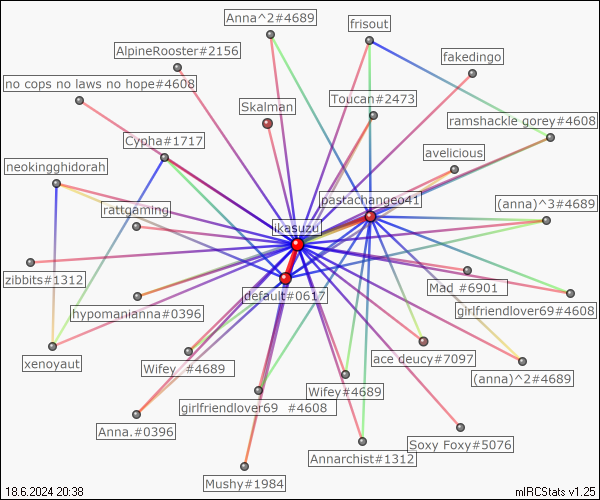 Anna^2#4689
frisout
AlpineRooster#2156
fakedingo
no cops no laws no hope#4608
Skalman
Toucan#2473
ramshackle gorey#4608
Cypha#1717
avelicious
neokingghidorah
pastachangeo41
rattgaming
(anna)^3#4689
ikasuzu
zibbits#1312
Mad #6901
default#0617
hypomanianna#0396
girlfriendlover69#4608
xenoyaut
Wifey #4689
ace deucy#7097
(anna)^2#4689
Wifey#4689
girlfriendlover69 #4608
Anna.#0396
Soxy Foxy#5076
Annarchist#1312
Mushy#1984
18.6.2024 20:38
mIRCStats v1.25